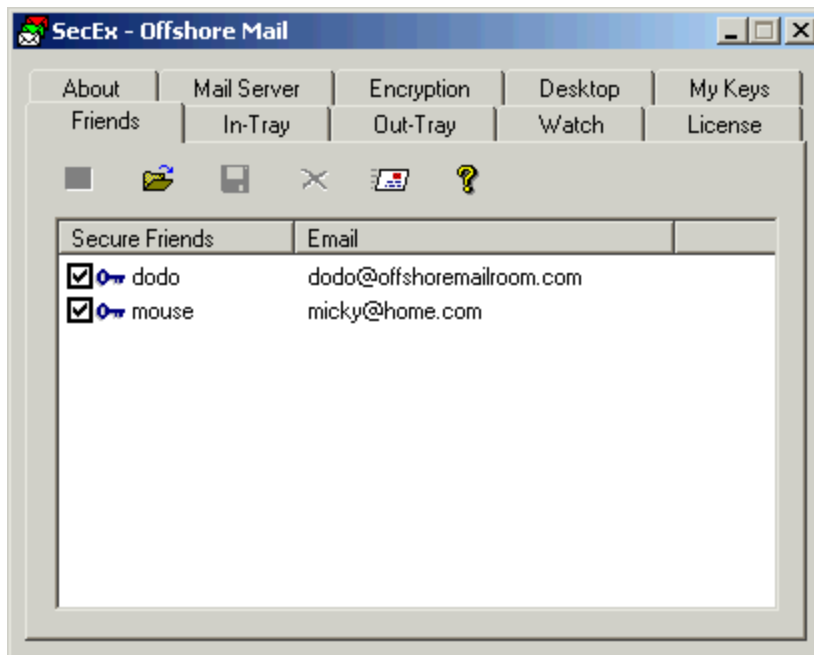 SecEx - Offshore Mail
About Mail Server Encryption Desktop My Keys
Friends In-Tray Out-Tray Watch License
Secure Friends Email
dodo dodo@offshoremailroom.com
mouse micky@home.com